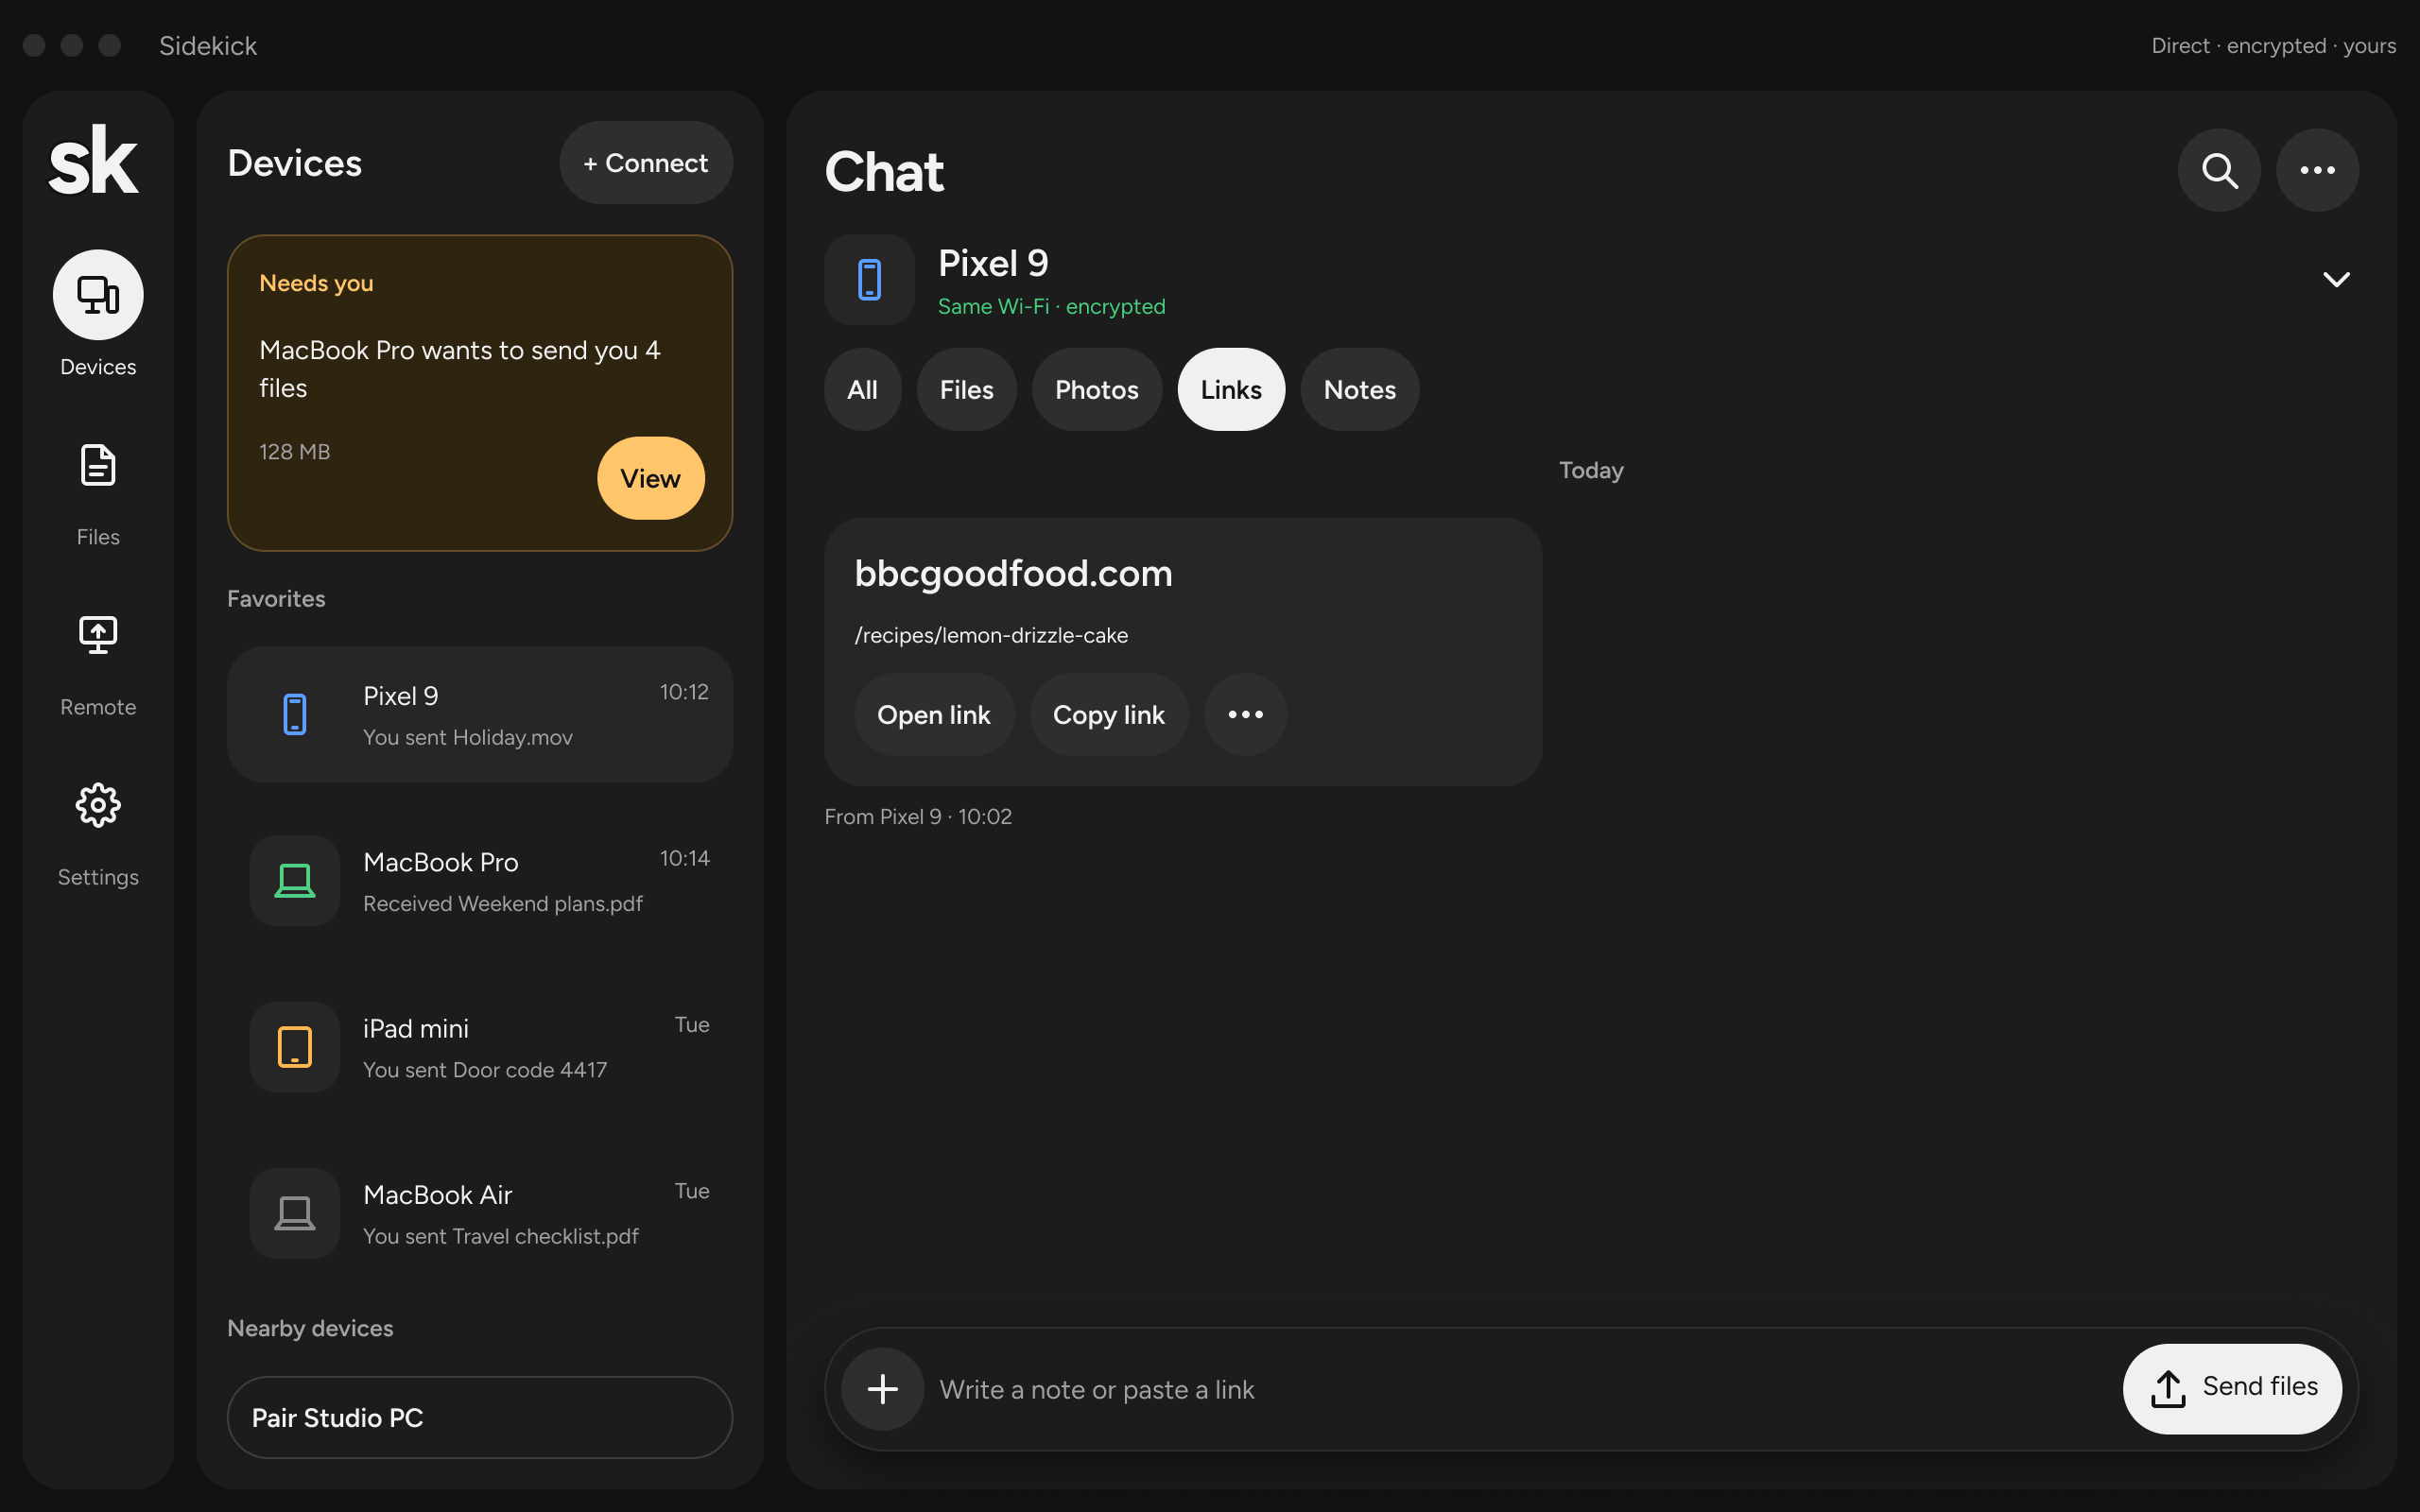 Sidekick
Direct · encrypted · yours
sk
Devices
Files
Remote
Settings
Devices
+ Connect
Needs you
MacBook Pro wants to send you 4
files
128 MB
View
Favorites
Pixel 9
10:12
You sent Holiday.mov
MacBook Pro
10:14
Received Weekend plans.pdf
iPad mini
Tue
You sent Door code 4417
MacBook Air
Tue
You sent Travel checklist.pdf
Nearby devices
Pair Studio PC
Chat
Pixel 9
Same Wi-Fi · encrypted
All
Files
Photos
Links
Notes
Today
bbcgoodfood.com
/recipes/lemon-drizzle-cake
Open link
Copy link
From Pixel 9 · 10:02
Write a note or paste a link
Send files